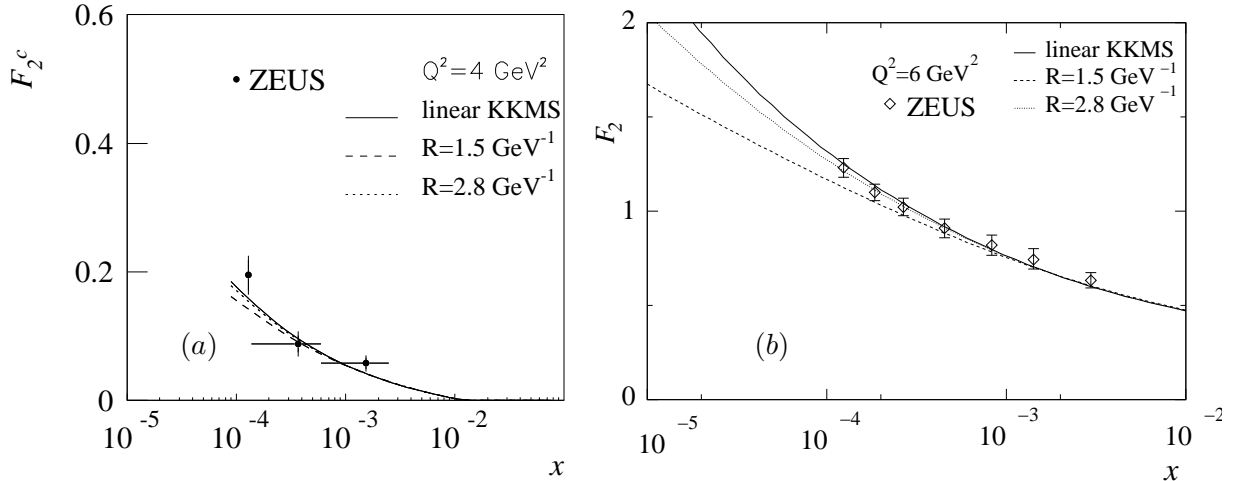 0.6
F₂ᶜ
Q²=4 GeV²
ZEUS
linear KKMS
R=1.5 GeV⁻¹
R=2.8 GeV⁻¹
0.4
0.2
(a)
0
10⁻⁵ 10⁻⁴ 10⁻³ 10⁻²
x
2
F₂
linear KKMS
Q²=6 GeV²
R=1.5 GeV⁻¹
ZEUS
R=2.8 GeV⁻¹
1
(b)
0
10⁻⁵ 10⁻⁴ 10⁻³ 10⁻²
x